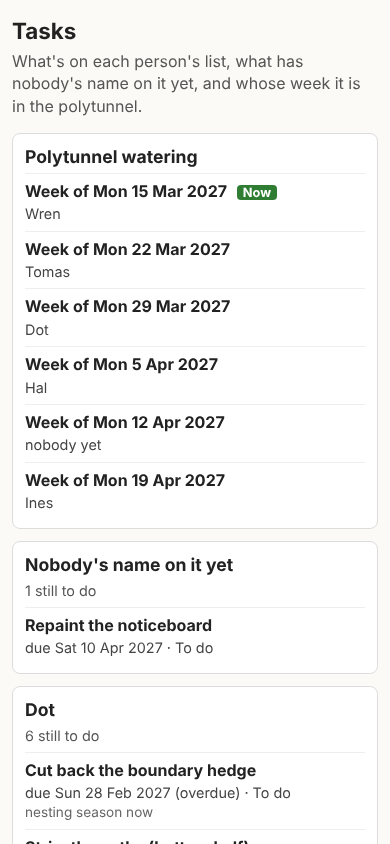 Tasks
What's on each person's list, what has
nobody's name on it yet, and whose week it is
in the polytunnel.
Polytunnel watering
Week of Mon 15 Mar 2027 Now
Wren
Week of Mon 22 Mar 2027
Tomas
Week of Mon 29 Mar 2027
Dot
Week of Mon 5 Apr 2027
Hal
Week of Mon 12 Apr 2027
nobody yet
Week of Mon 19 Apr 2027
Ines
Nobody's name on it yet
1 still to do
Repaint the noticeboard
due Sat 10 Apr 2027 · To do
Dot
6 still to do
Cut back the boundary hedge
due Sun 28 Feb 2027 (overdue) · To do
nesting season now